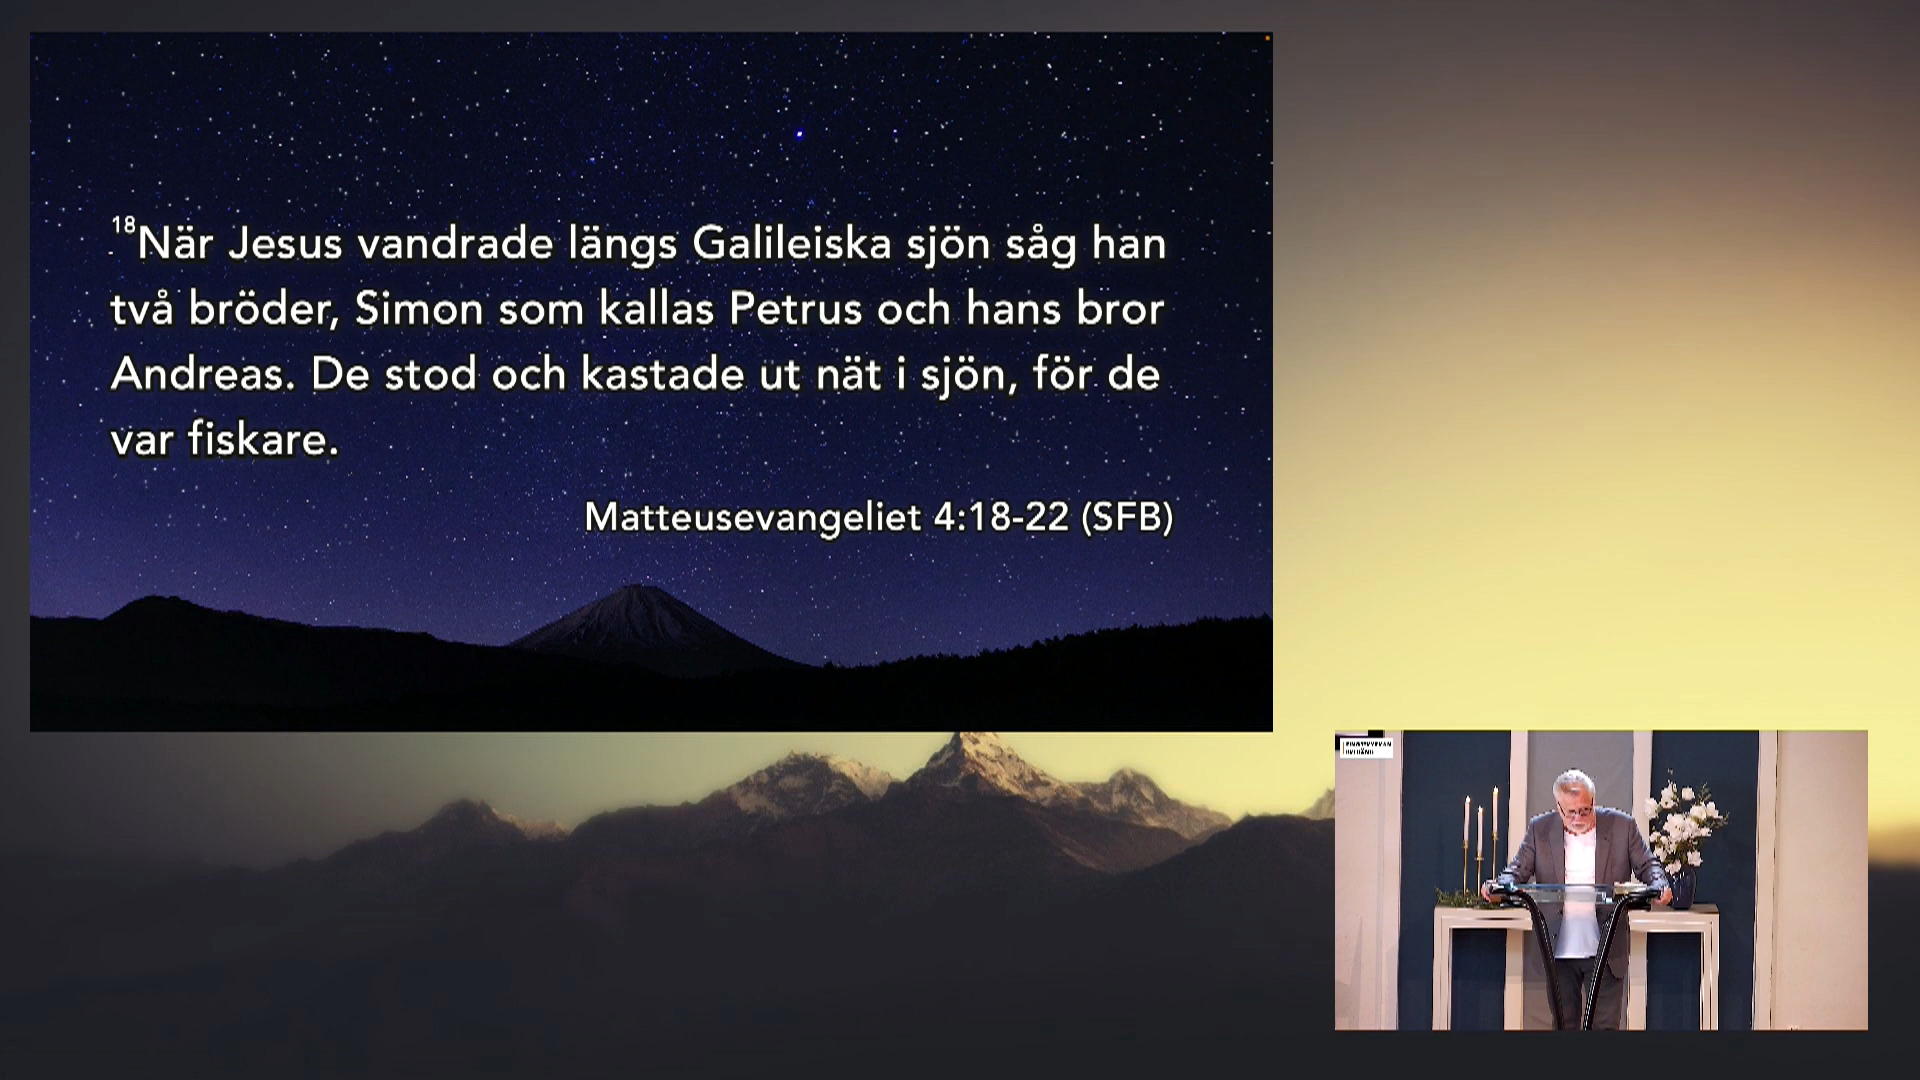 18När Jesus vandrade längs Galileiska sjön såg han
två bröder, Simon som kallas Petrus och hans bror
Andreas. De stod och kastade ut nät i sjön, för de
var fiskare.
Matteusevangeliet 4:18-22 (SFB)